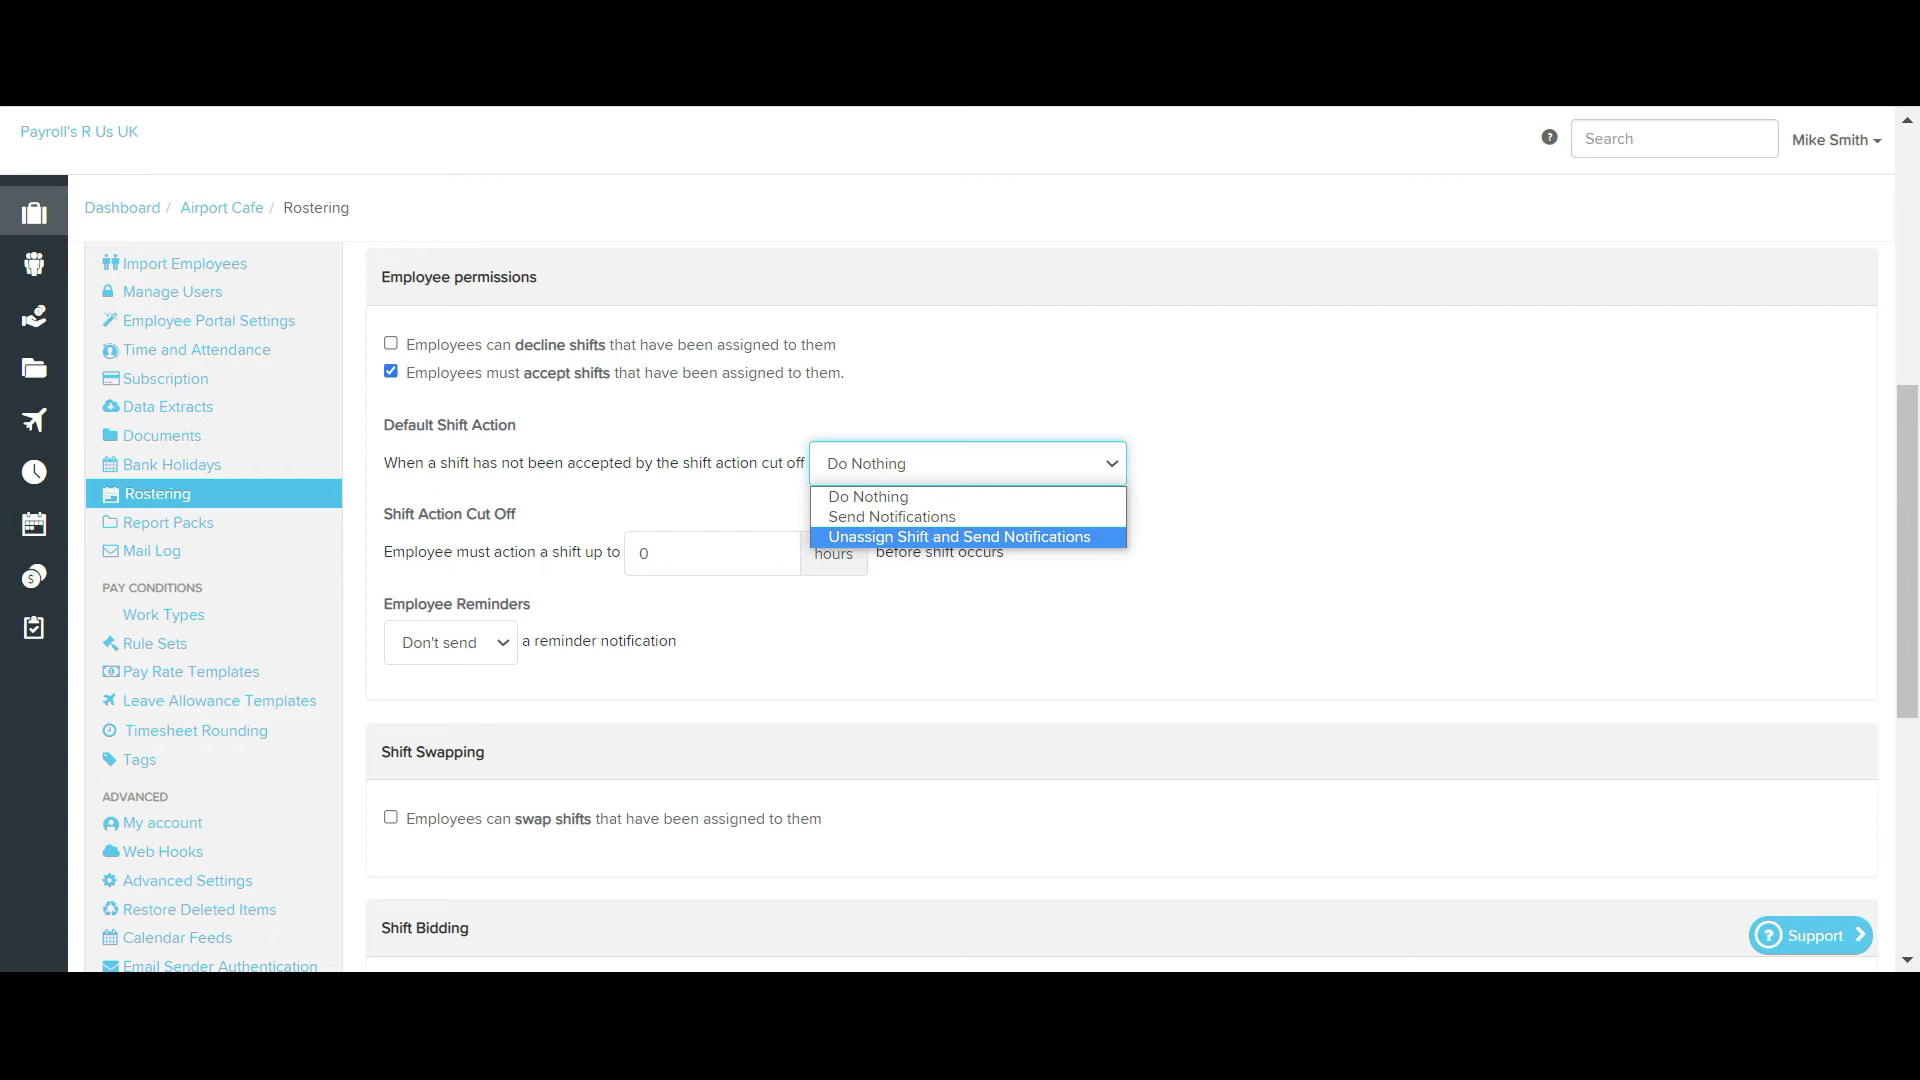 Payroll's R Us UK
?
Search
Mike Smith
Dashboard / Airport Cafe / Rostering
Import Employees
Manage Users
Employee Portal Settings
Time and Attendance
Subscription
Data Extracts
Documents
Bank Holidays
Rostering
Report Packs
Mail Log
PAY CONDITIONS
Work Types
Rule Sets
Pay Rate Templates
Leave Allowance Templates
Timesheet Rounding
Tags
ADVANCED
My account
Web Hooks
Advanced Settings
Restore Deleted Items
Calendar Feeds
Email Sender Authentication
Employee permissions
Employees can decline shifts that have been assigned to them
Employees must accept shifts that have been assigned to them.
Default Shift Action
When a shift has not been accepted by the shift action cut off Do Nothing
Do Nothing
Send Notifications
Unassign Shift and Send Notifications
Shift Action Cut Off
Employee must action a shift up to 0 hours before shift occurs
Employee Reminders
Don't send a reminder notification
Shift Swapping
Employees can swap shifts that have been assigned to them
Shift Bidding
? Support